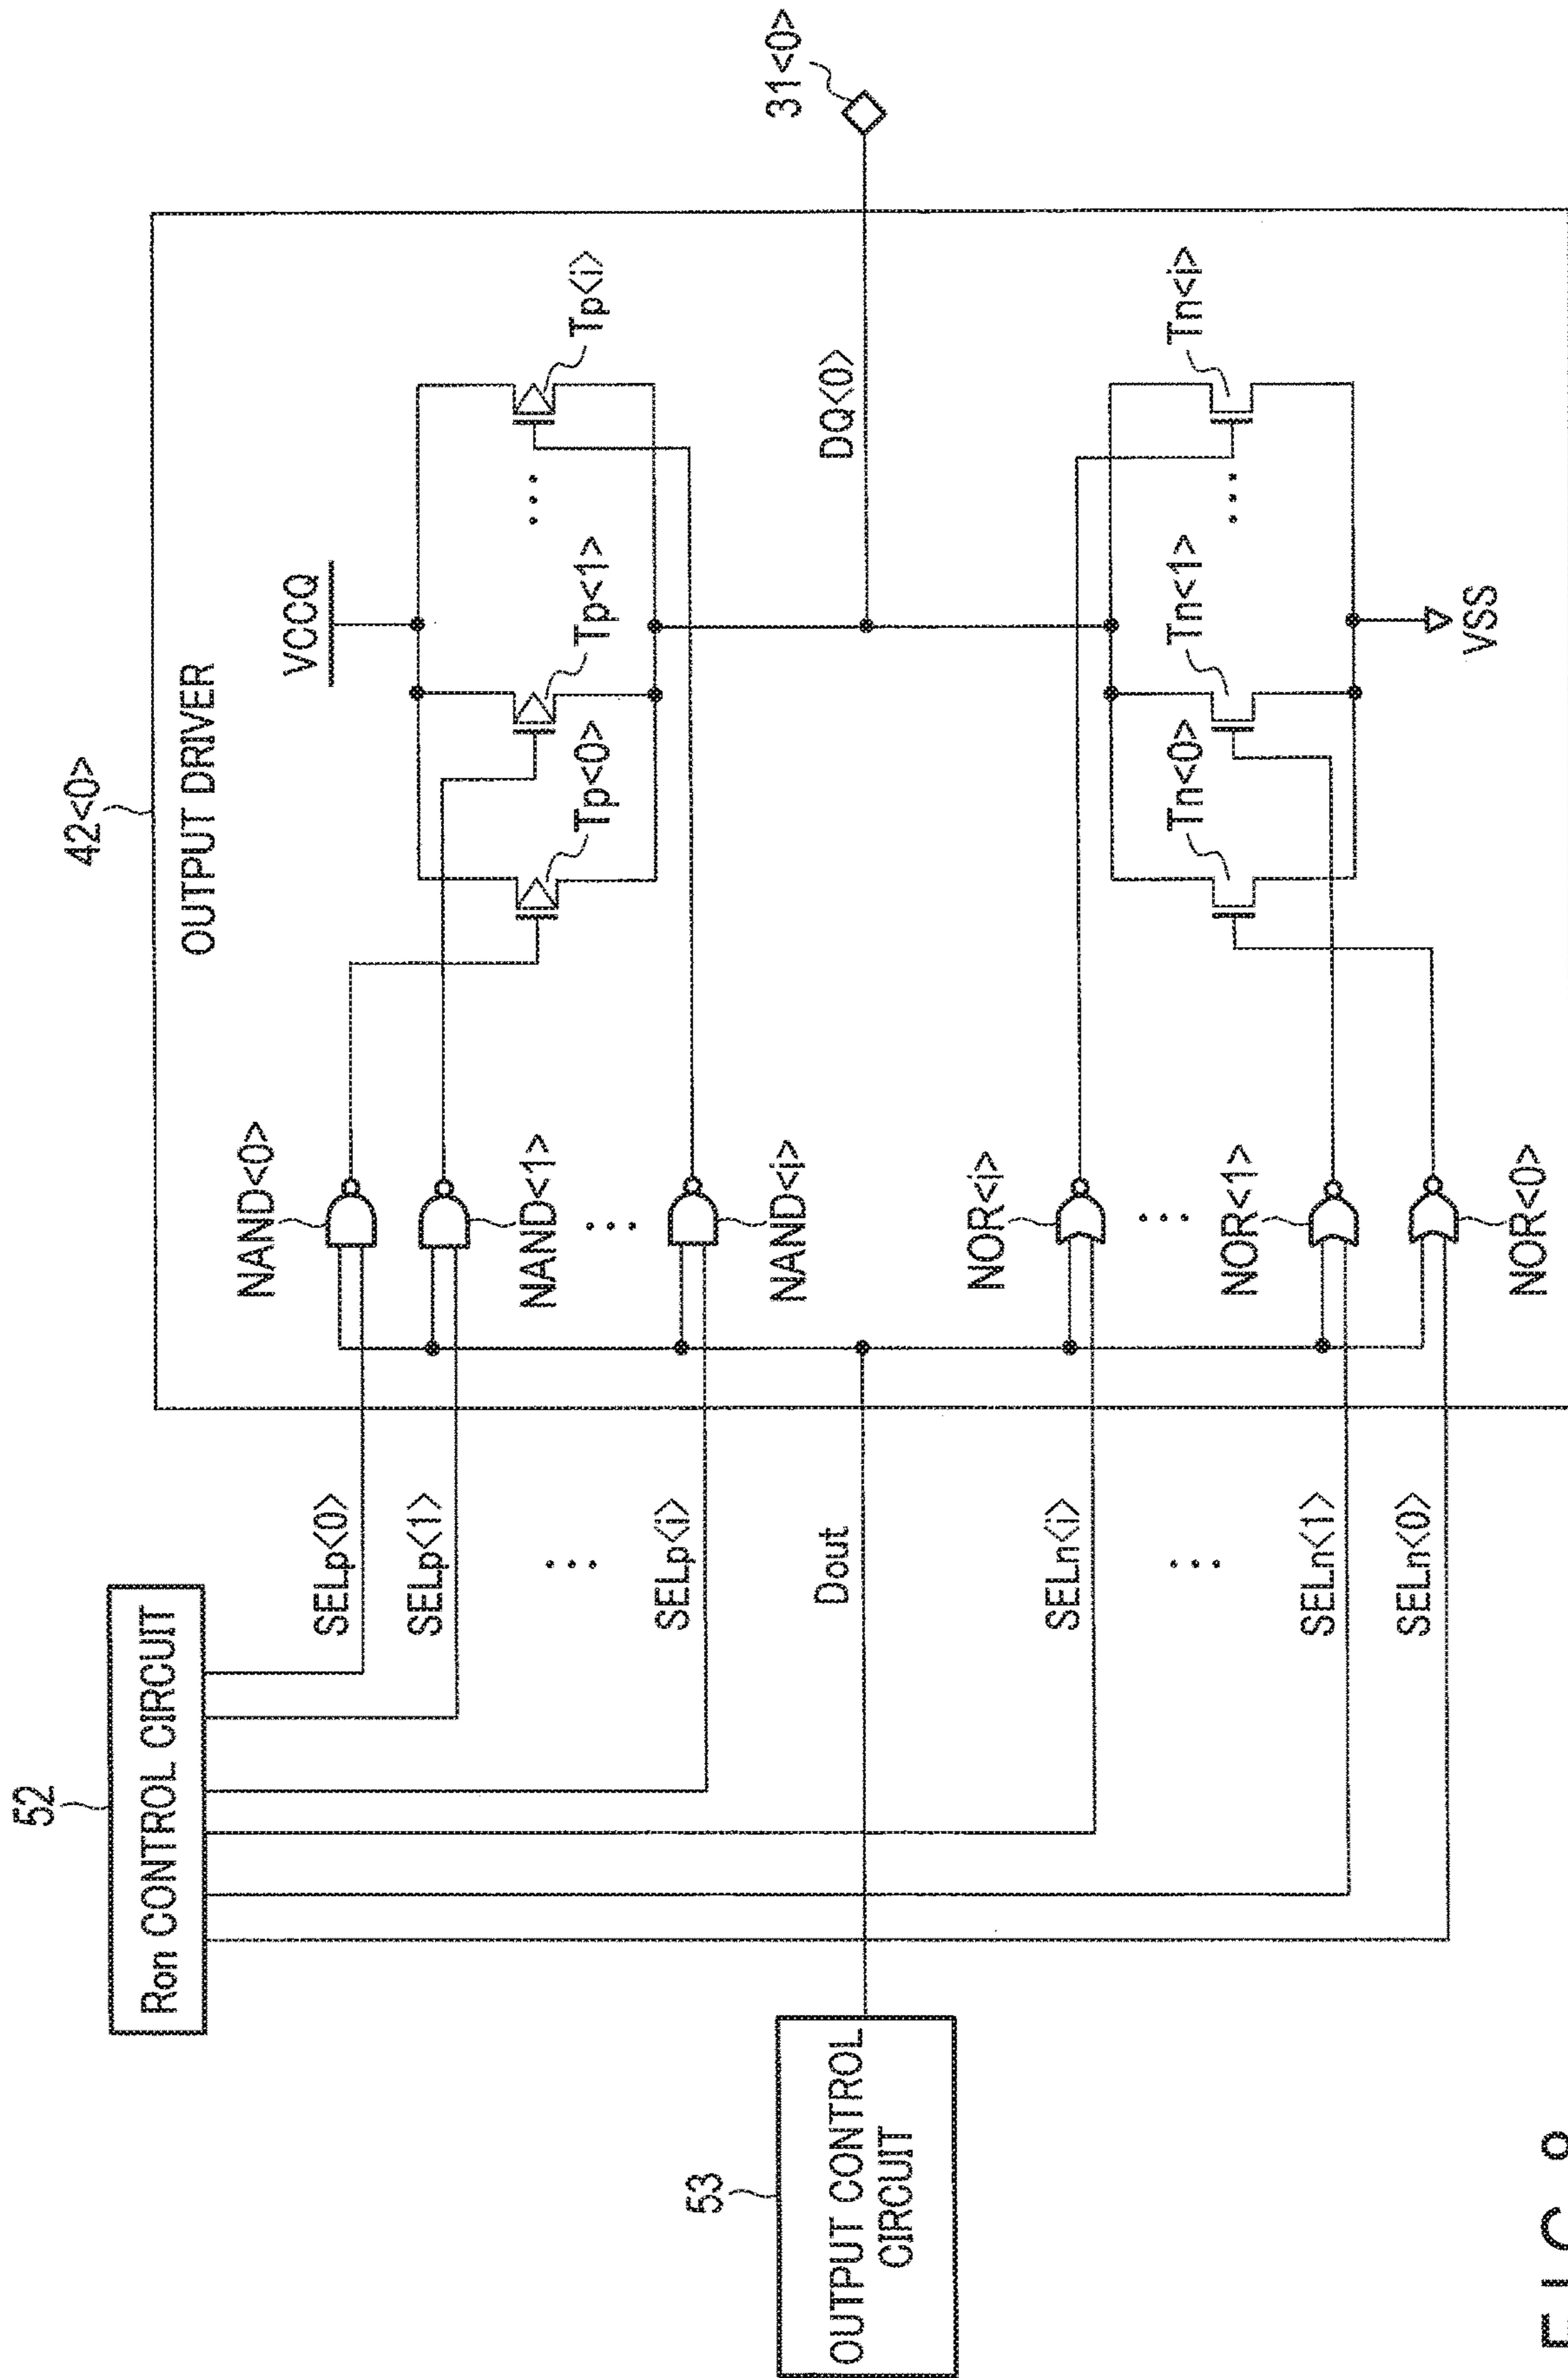 52
Ron CONTROL CIRCUIT
53
OUTPUT CONTROL
CIRCUIT
SELp<0>
SELp<1>
SELp<i>
Dout
SELn<i>
SELn<1>
SELn<0>
42<0>
OUTPUT DRIVER
NAND<0>
NAND<1>
NAND<i>
NOR<i>
NOR<1>
NOR<0>
VCCQ
Tp<0>
Tp<1>
Tp<i>
DQ<0>
31<0>
Tn<0>
Tn<1>
Tn<i>
VSS